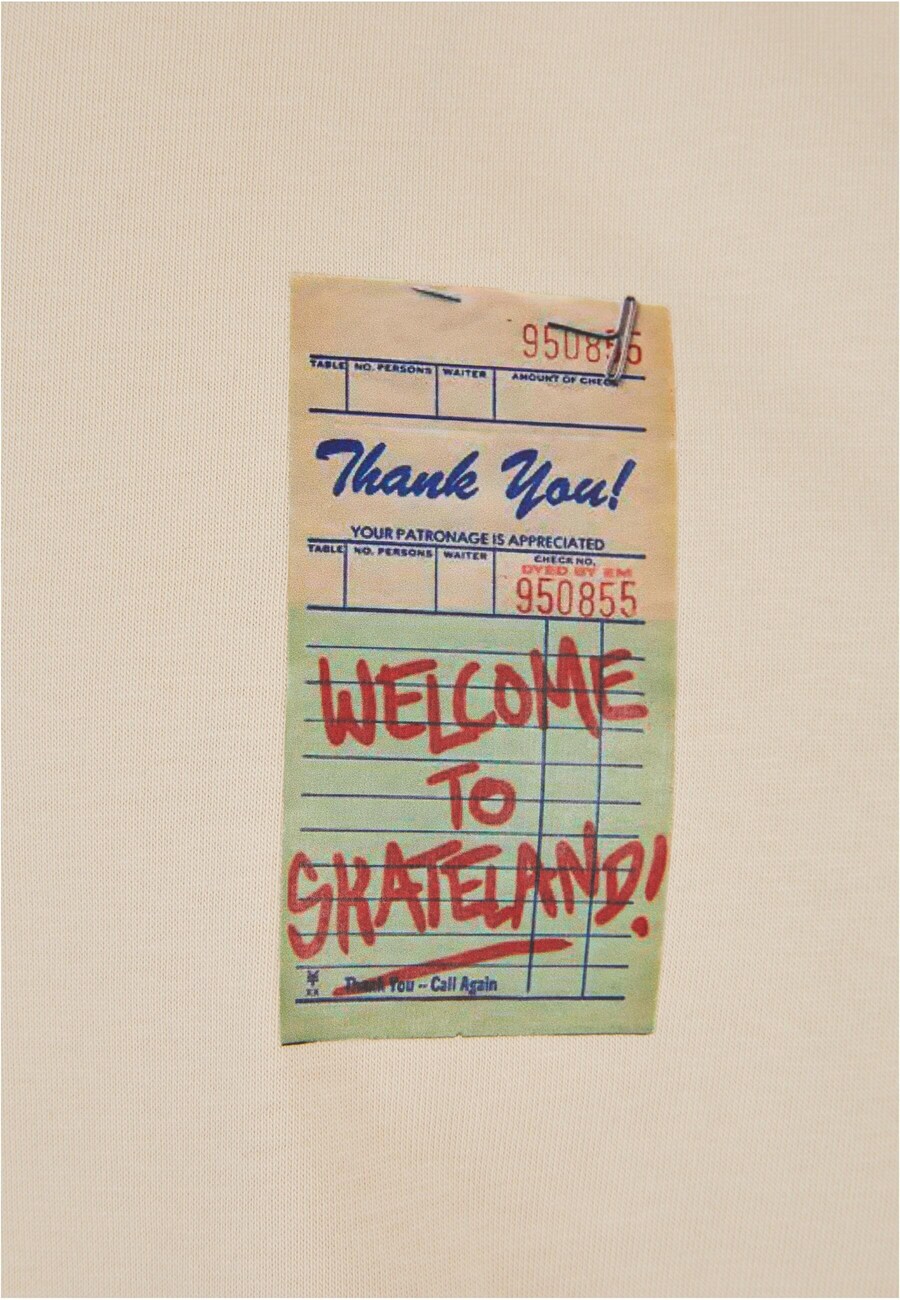 950855
TABLE NO. PERSONS WAITER AMOUNT OF CHECK
Thank You!
YOUR PATRONAGE IS APPRECIATED
TABLE NO. PERSONS WAITER CHECK NO.
DYED BY EM
950855
WELCOME
TO
SKATELAND!
XX Thank You – Call Again